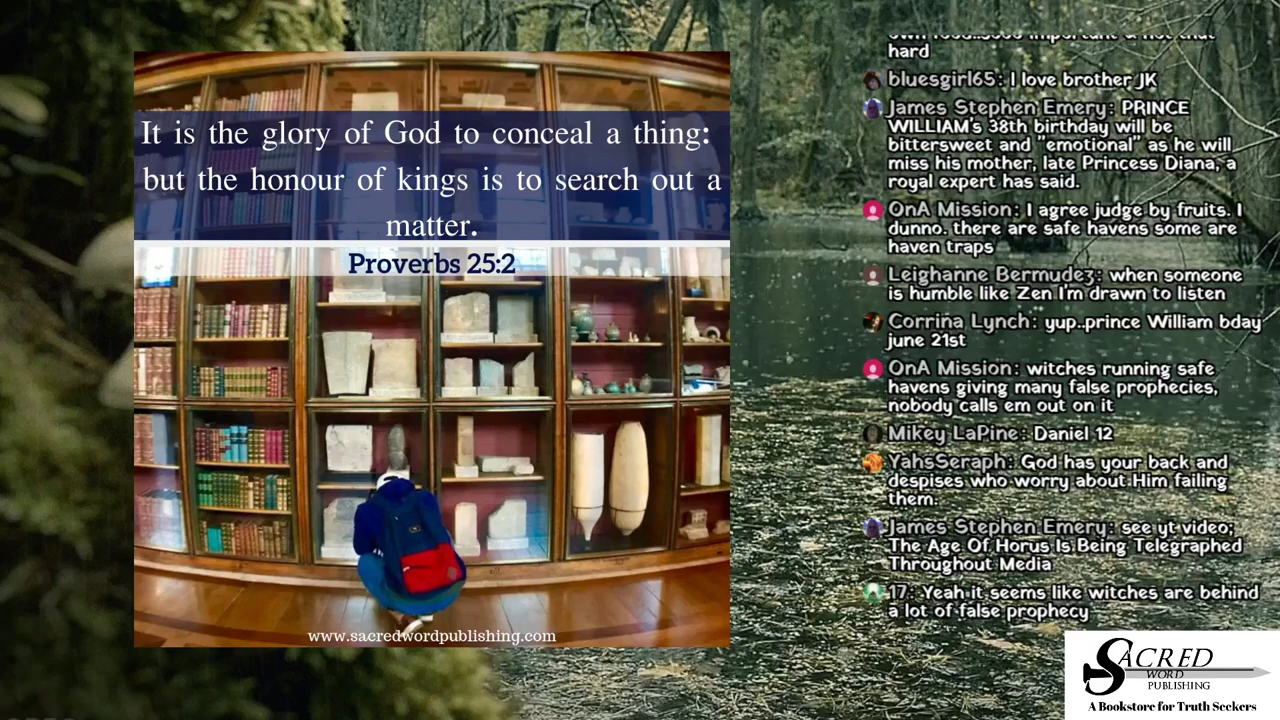 It is the glory of God to conceal a thing:
but the honour of kings is to search out a
matter.
Proverbs 25:2
www.sacredwordpublishing.com
hard
bluesgirl65: I love brother JK
James Stephen Emery: PRINCE
WILLIAM's 38th birthday will be
bittersweet and "emotional" as he will
miss his mother, late Princess Diana, a
royal expert has said.
OnA Mission: I agree judge by fruits. I
dunno. there are safe havens some are
haven traps
Leighanne Bermudez: when someone
is humble like Zen I'm drawn to listen
Corrina Lynch: yup..prince William bday
june 21st
OnA Mission: witches running safe
havens giving many false prophecies,
nobody calls em out on it
Mikey LaPine: Daniel 12
YahsSeraph: God has your back and
despises who worry about Him failing
them.
James Stephen Emery: see yt video;
The Age Of Horus Is Being Telegraphed
Throughout Media
17: Yeah it seems like witches are behind
a lot of false prophecy
SACRED
WORD
PUBLISHING
A Bookstore for Truth Seekers